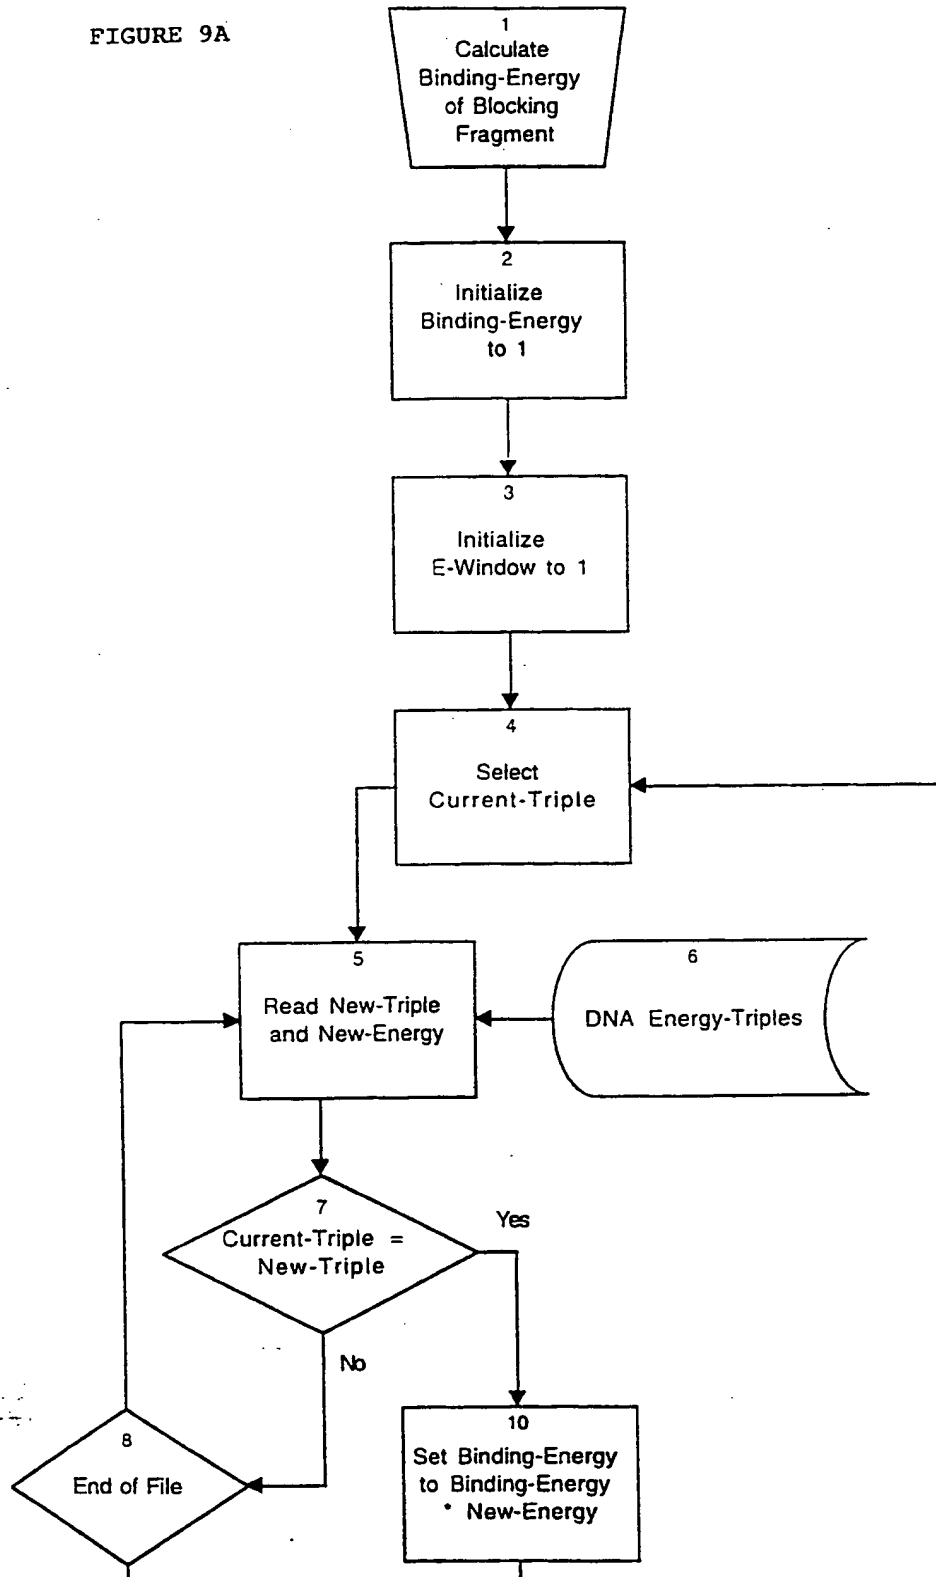 FIGURE 9A
1
Calculate
Binding-Energy
of Blocking
Fragment
2
Initialize
Binding-Energy
to 1
3
Initialize
E-Window to 1
4
Select
Current-Triple
5
Read New-Triple
and New-Energy
6
DNA Energy-Triples
7
Current-Triple =
New-Triple
Yes
No
8
End of File
10
Set Binding-Energy
to Binding-Energy
* New-Energy